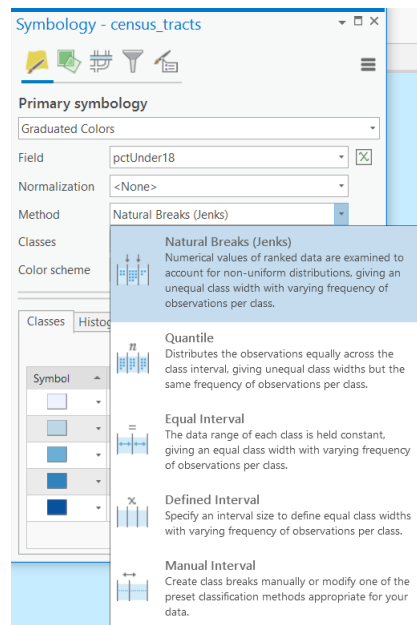 Symbology - census_tracts
Primary symbology
Graduated Colors
Field pctUnder18
Normalization <None>
Method Natural Breaks (Jenks)
Classes
Color scheme
Natural Breaks (Jenks)
Numerical values of ranked data are examined to
account for non-uniform distributions, giving an
unequal class width with varying frequency of
observations per class.
Classes
Symbol
n
Quantile
Distributes the observations equally across the
class interval, giving unequal class widths but the
same frequency of observations per class.
=
Equal Interval
The data range of each class is held constant,
giving an equal class width with varying frequency
of observations per class.
x
Defined Interval
Specify an interval size to define equal class widths
with varying frequency of observations per class.
Manual Interval
Create class breaks manually or modify one of the
preset classification methods appropriate for your
data.